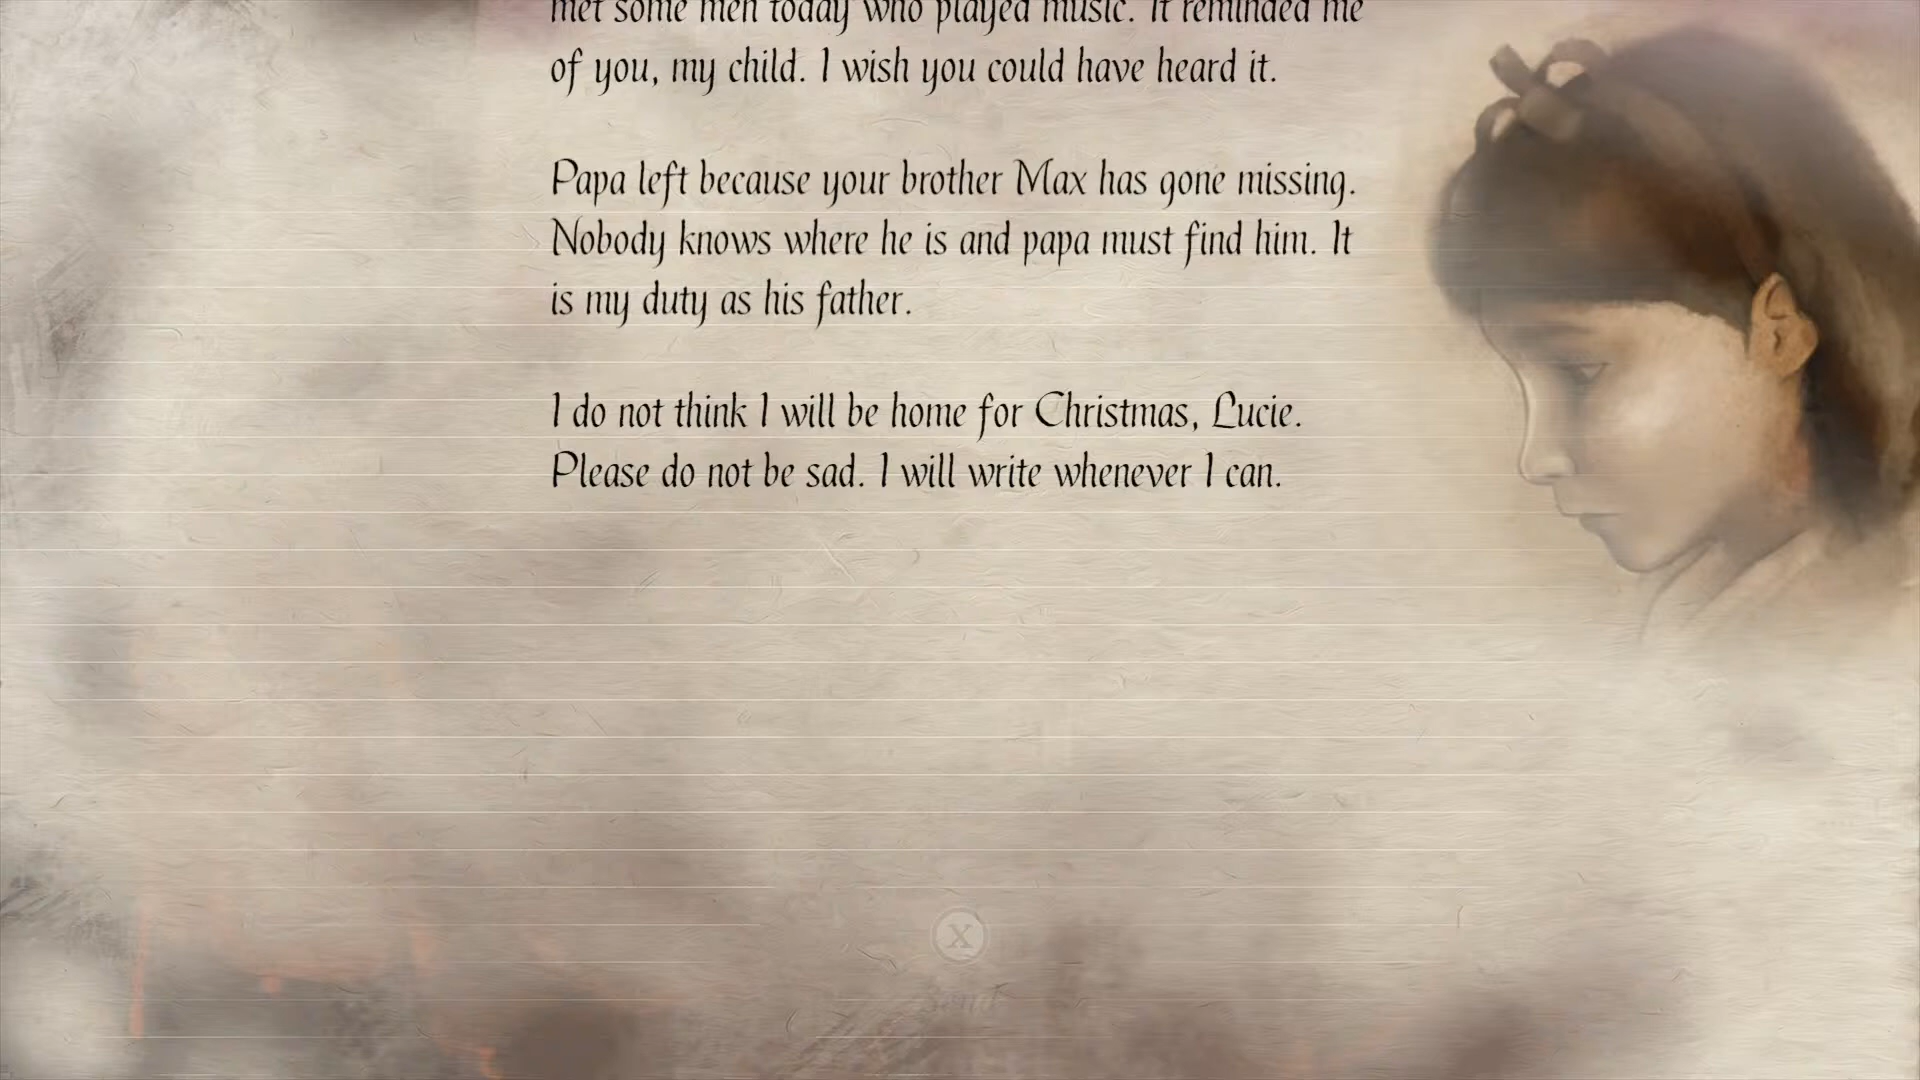 met some men today who played music. It reminded me
of you, my child. I wish you could have heard it.
Papa left because your brother Max has gone missing.
Nobody knows where he is and papa must find him. It
is my duty as his father.
I do not think I will be home for Christmas, Lucie.
Please do not be sad. I will write whenever I can.
X
Send